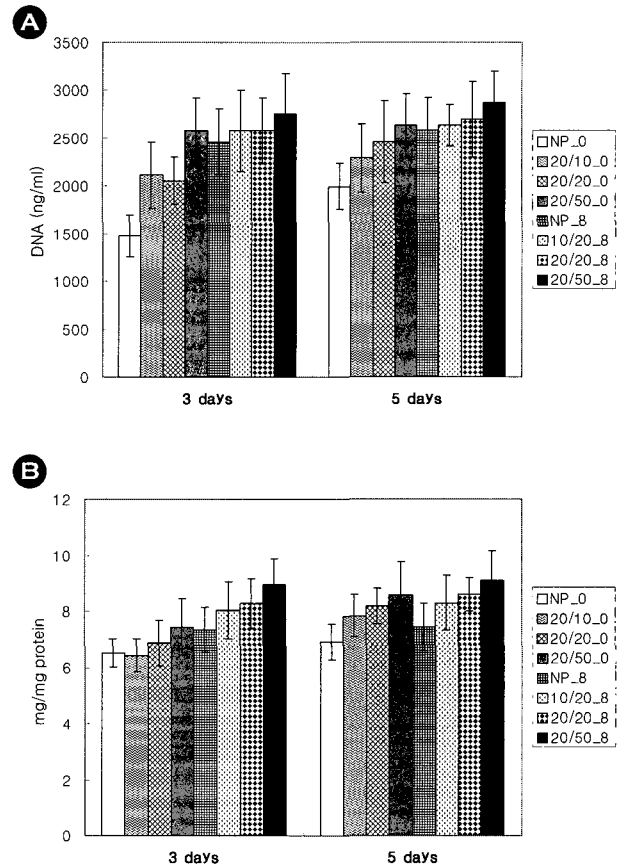 A
3500
3000
2500
2000
1500
1000
500
0
DNA (ng/ml)
3 days
5 days
NP_0
20/10_0
20/20_0
20/50_0
NP_8
10/20_8
20/20_8
20/50_8
B
12
10
8
6
4
2
0
mg/mg protein
3 days
5 days
NP_0
20/10_0
20/20_0
20/50_0
NP_8
10/20_8
20/20_8
20/50_8